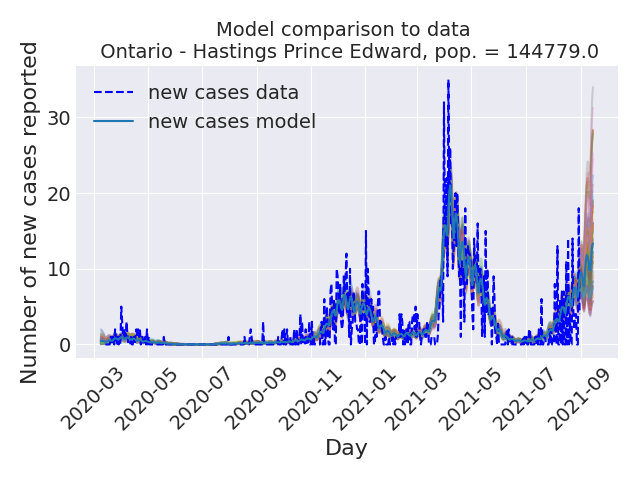 Model comparison to data
Ontario - Hastings Prince Edward, pop. = 144779.0
Number of new cases reported
30
20
10
0
new cases data
new cases model
2020-03
2020-05
2020-07
2020-09
2020-11
2021-01
2021-03
2021-05
2021-07
2021-09
Day